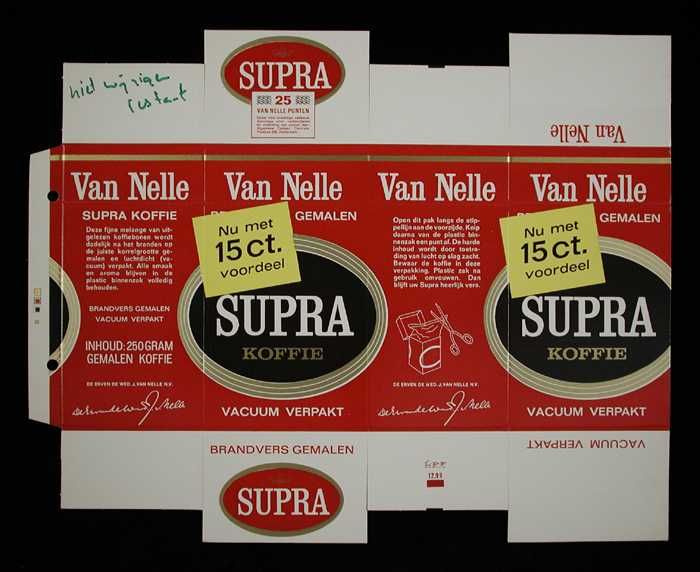 niet wijzigen
SUPRA
25
VAN NELLE PUNTEN
Van Nelle
Van Nelle
SUPRA KOFFIE
Deze fijne melange van uit-
gelezen koffiebonen wordt
dadelijk na het branden op
de juiste korrelgrootte ge-
malen en luchtdicht (va-
cuum) verpakt. Alle smaak
en aroma blijven in de
plastic binnenzak volledig
behouden.
BRANDVERS GEMALEN
VACUUM VERPAKT
INHOUD: 250 GRAM
GEMALEN KOFFIE
DE ERVEN DE WED. J. VAN NELLE N.V.
Van Nelle
GEMALEN
Nu met
15 ct.
voordeel
SUPRA
KOFFIE
VACUUM VERPAKT
Van Nelle
Open dit pak langs de stip-
pellijn aan de voorzijde. Knip
daarna van de plastic bin-
nenzak een punt af. De harde
inhoud wordt door toetre-
ding van lucht op slag zacht.
Bewaar de koffie in deze
verpakking. Plastic zak na
gebruik omvouwen. Dan
blijft uw Supra heerlijk vers.
DE ERVEN DE WED. J. VAN NELLE N.V.
Van Nelle
GEMALEN
Nu met
15 ct.
voordeel
SUPRA
KOFFIE
VACUUM VERPAKT
BRANDVERS GEMALEN
SUPRA
VACUUM VERPAKT